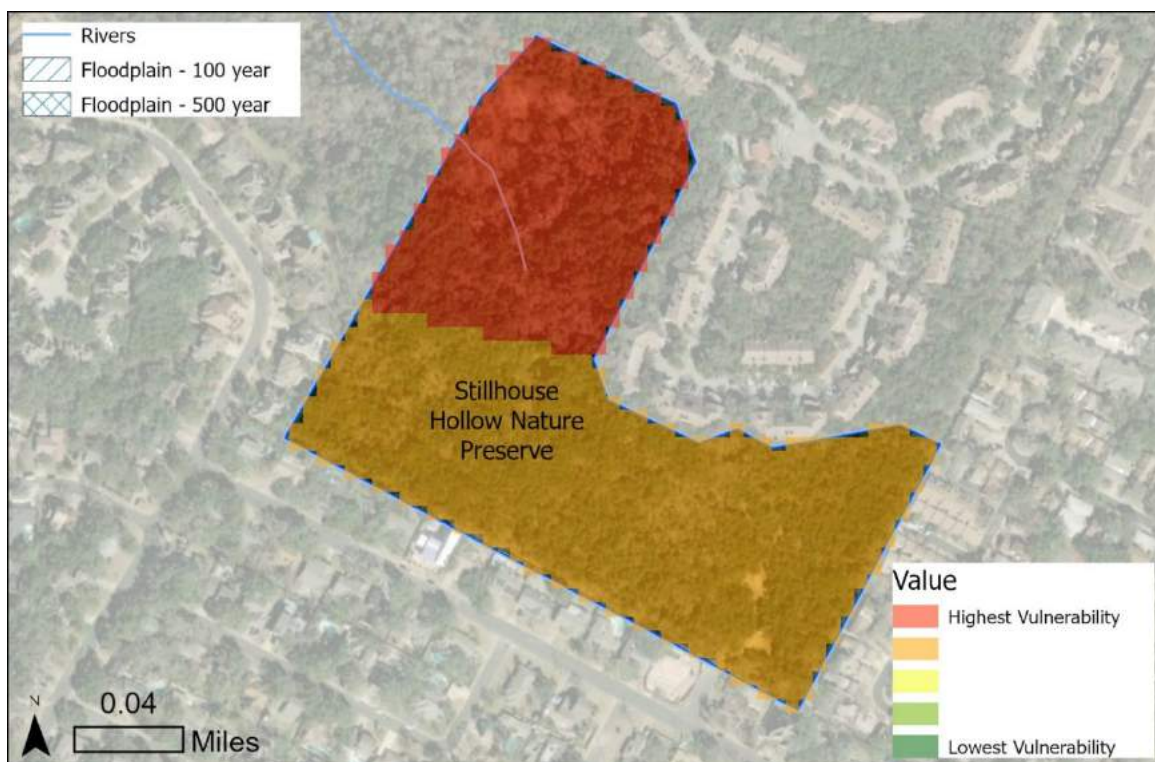 Rivers
Floodplain - 100 year
Floodplain - 500 year
Stillhouse
Hollow Nature
Preserve
Value
Highest Vulnerability
Lowest Vulnerability
N
0.04
Miles